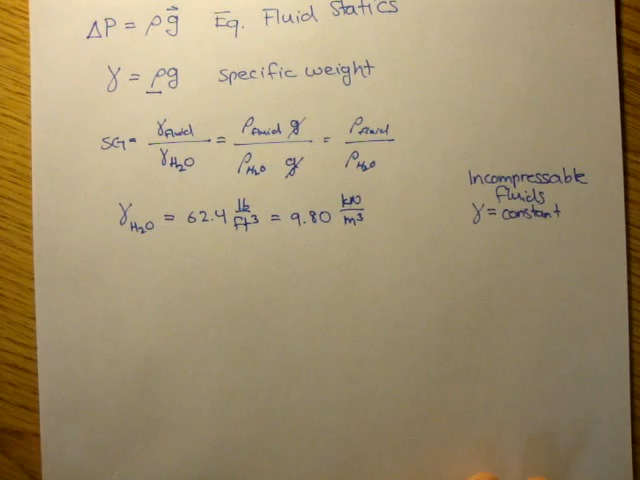 ΔP = ρg⃗ Eq. Fluid Statics
γ = ρg specific weight
SG = γfluid / γH₂O = ρfluid g / ρH₂O g = ρfluid / ρH₂O
γH₂O = 62.4 lb/ft³ = 9.80 kN/m³
Incompressable
fluids
γ = constant